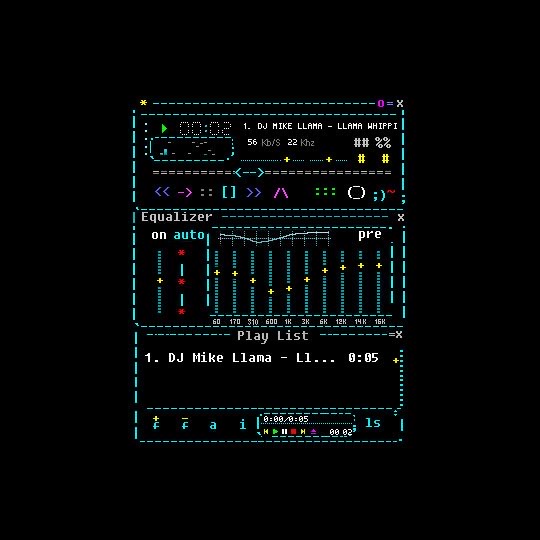 * o = x
00:02 1. DJ MIKE LLAMA - LLAMA WHIPPI
56 Kb/S 22 Khz ## %%
# #
<-->
<< -> :: [] >> /\ ::: (_) ;)~ ;
Equalizer x
on auto pre
60 170 310 600 1K 3K 6K 12K 14K 16K
Play List =x
1. DJ Mike Llama - Ll... 0:05
0:00/0:05
F F a i ; ls
00 02